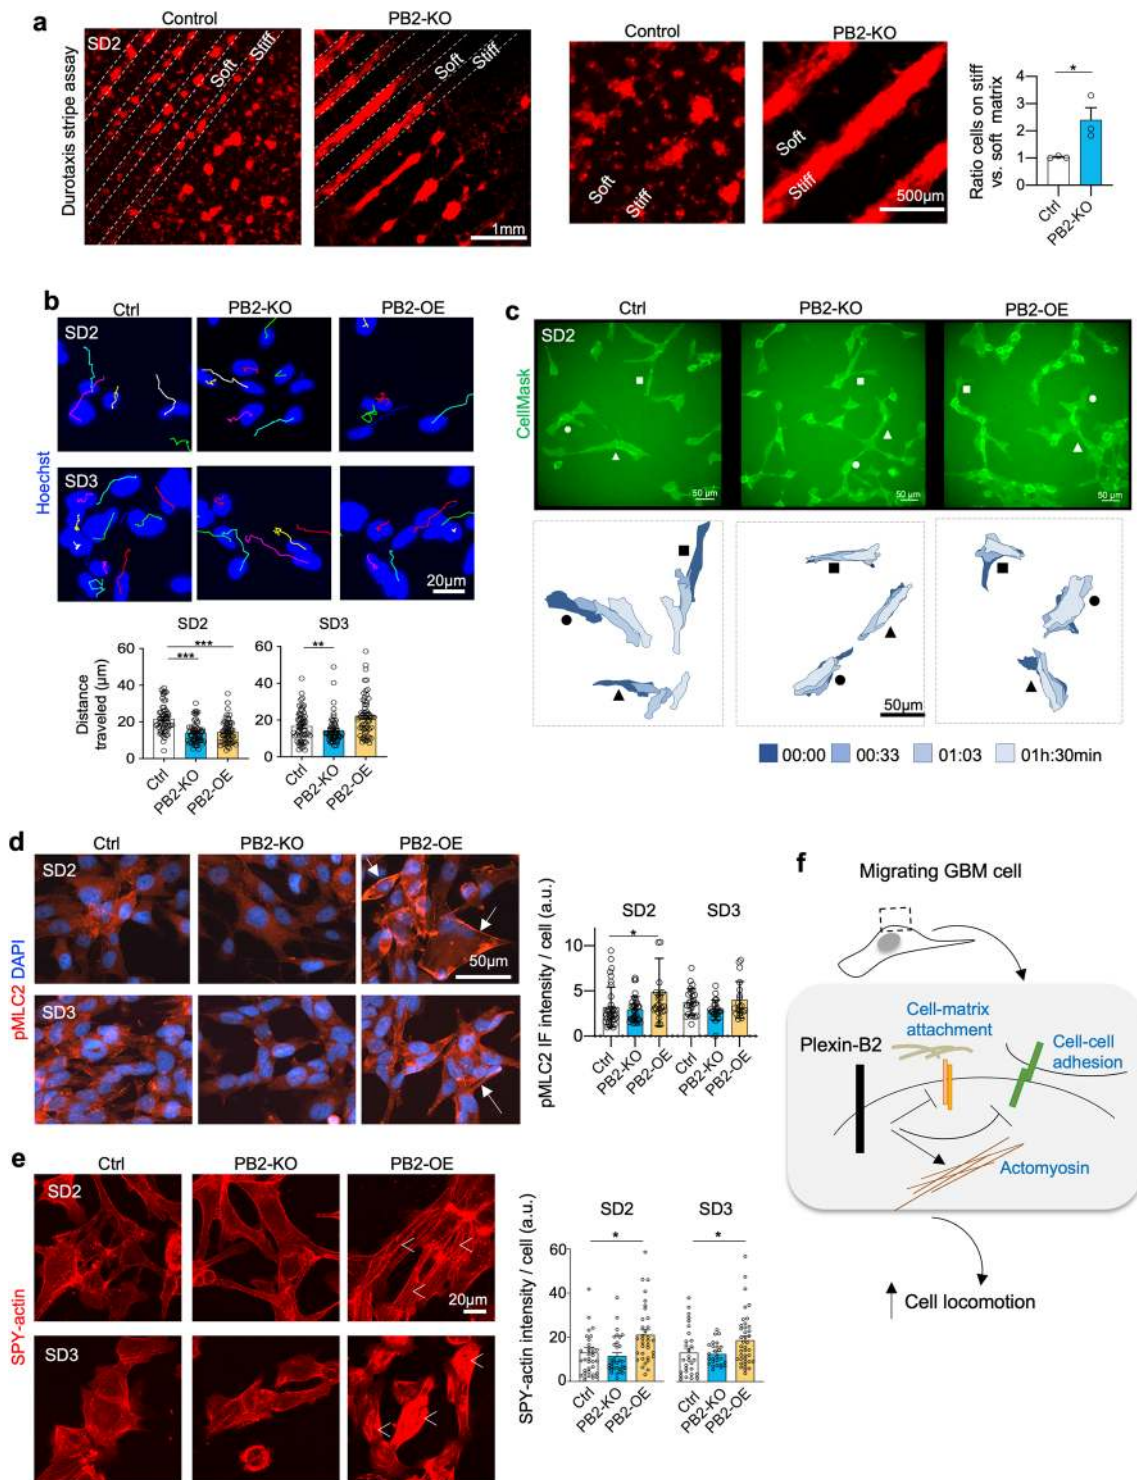 a
Control
PB2-KO
Control
PB2-KO
Durotaxis stripe assay
SD2
Soft
Stiff
Soft
Stiff
1mm
Soft
Stiff
Soft
Stiff
500µm
Ratio cells on stiff
vs. soft matrix
*
4
3
2
1
0
Ctrl
PB2-KO
b
Ctrl
PB2-KO
PB2-OE
Hoechst
SD2
SD3
20µm
SD2
SD3
Distance
traveled (µm)
60
40
20
0
***
***
Ctrl
PB2-KO
PB2-OE
60
40
20
0
**
Ctrl
PB2-KO
PB2-OE
c
Ctrl
PB2-KO
PB2-OE
CellMask
SD2
50 µm
50 µm
50 µm
50µm
00:00
00:33
01:03
01h:30min
d
Ctrl
PB2-KO
PB2-OE
pMLC2 DAPI
SD2
50µm
SD3
pMLC2 IF intensity / cell (a.u.)
SD2
SD3
*
10
5
0
Ctrl
PB2-KO
PB2-OE
Ctrl
PB2-KO
PB2-OE
e
Ctrl
PB2-KO
PB2-OE
SPY-actin
SD2
20µm
SD3
SPY-actin intensity / cell (a.u.)
SD2
SD3
*
*
60
40
20
0
Ctrl
PB2-KO
PB2-OE
Ctrl
PB2-KO
PB2-OE
f
Migrating GBM cell
Cell-matrix
attachment
Plexin-B2
Cell-cell
adhesion
Actomyosin
Cell locomotion